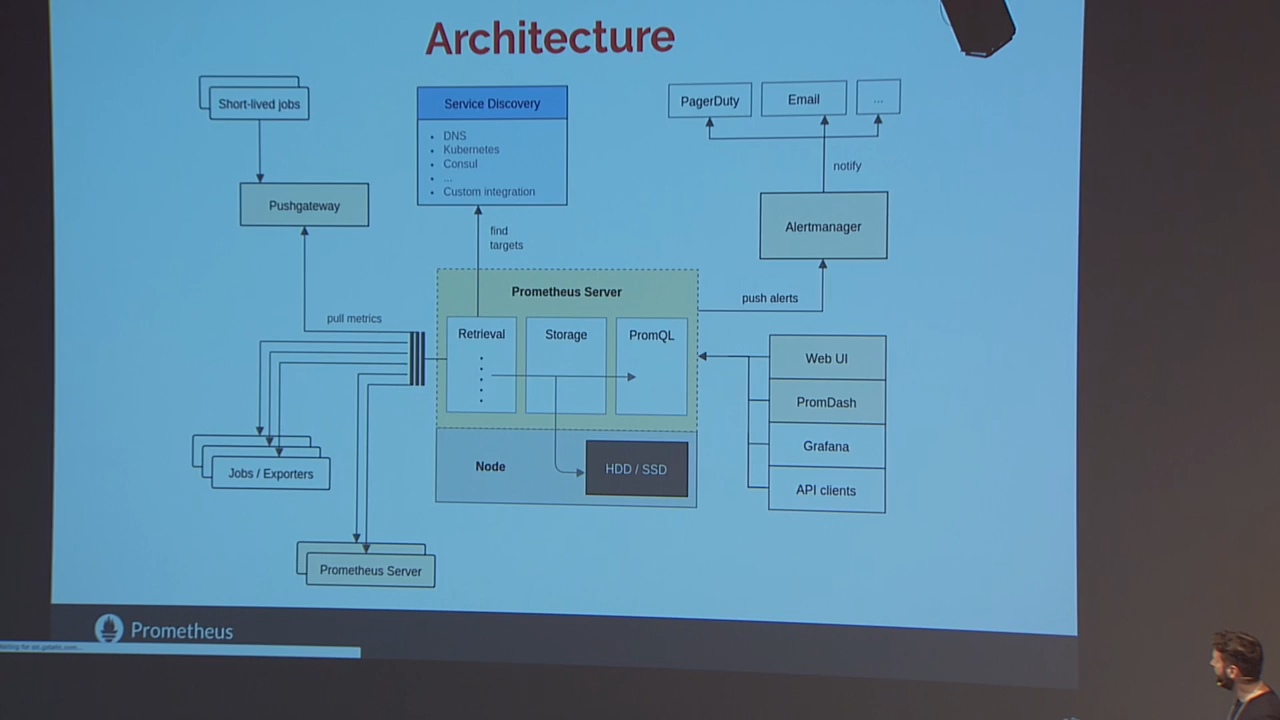 Architecture
Short-lived jobs
Service Discovery
• DNS
• Kubernetes
• Consul
• ...
• Custom integration
PagerDuty
Email
...
notify
Pushgateway
Alertmanager
find
targets
push alerts
pull metrics
Prometheus Server
Retrieval
Storage
PromQL
Web UI
PromDash
Grafana
API clients
Jobs / Exporters
Node
HDD / SSD
Prometheus Server
Prometheus